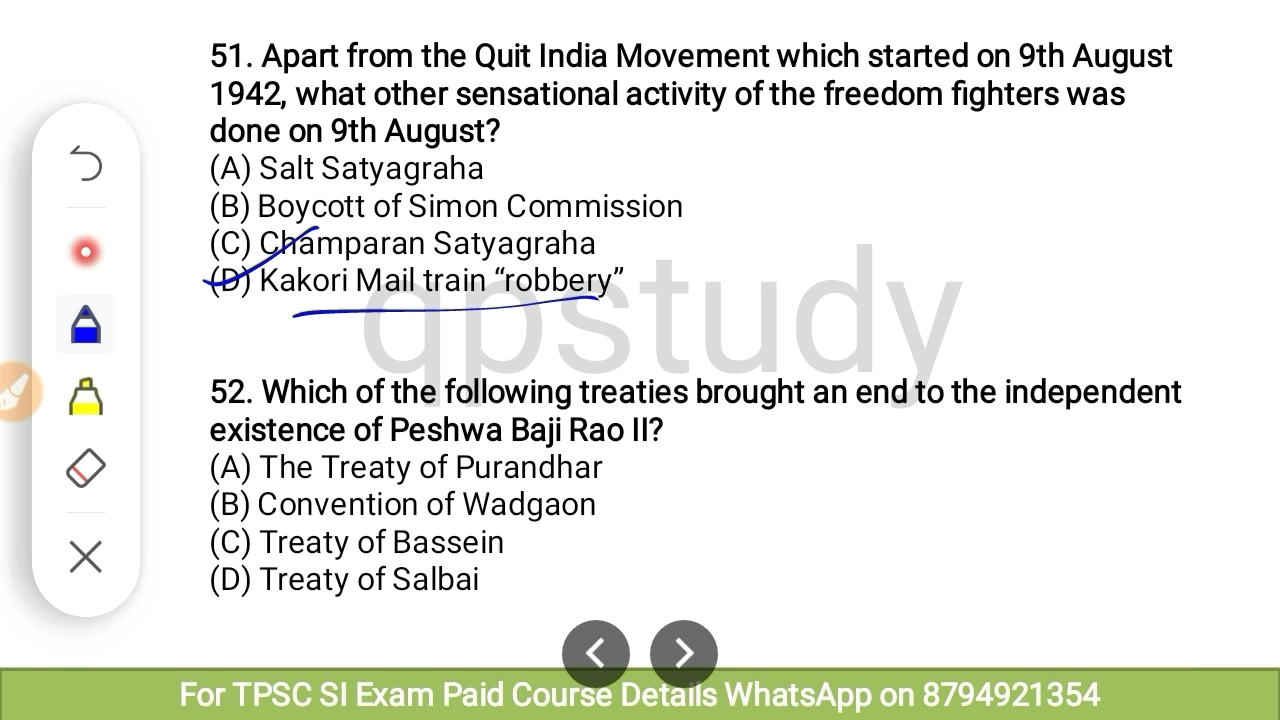 51. Apart from the Quit India Movement which started on 9th August
1942, what other sensational activity of the freedom fighters was
done on 9th August?
(A) Salt Satyagraha
(B) Boycott of Simon Commission
(C) Champaran Satyagraha
(D) Kakori Mail train “robbery”
qpstudy
52. Which of the following treaties brought an end to the independent
existence of Peshwa Baji Rao II?
(A) The Treaty of Purandhar
(B) Convention of Wadgaon
(C) Treaty of Bassein
(D) Treaty of Salbai
For TPSC SI Exam Paid Course Details WhatsApp on 8794921354